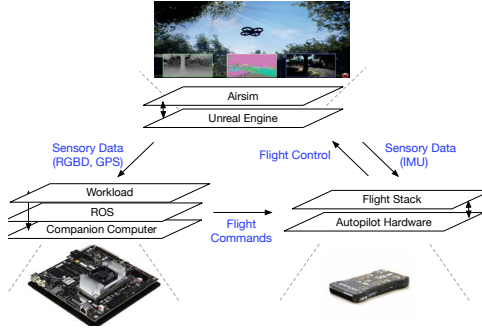 Airsim
Unreal Engine
Sensory Data
(RGBD, GPS)
Flight Control
Sensory Data
(IMU)
Workload
ROS
Companion Computer
Flight
Commands
Flight Stack
Autopilot Hardware